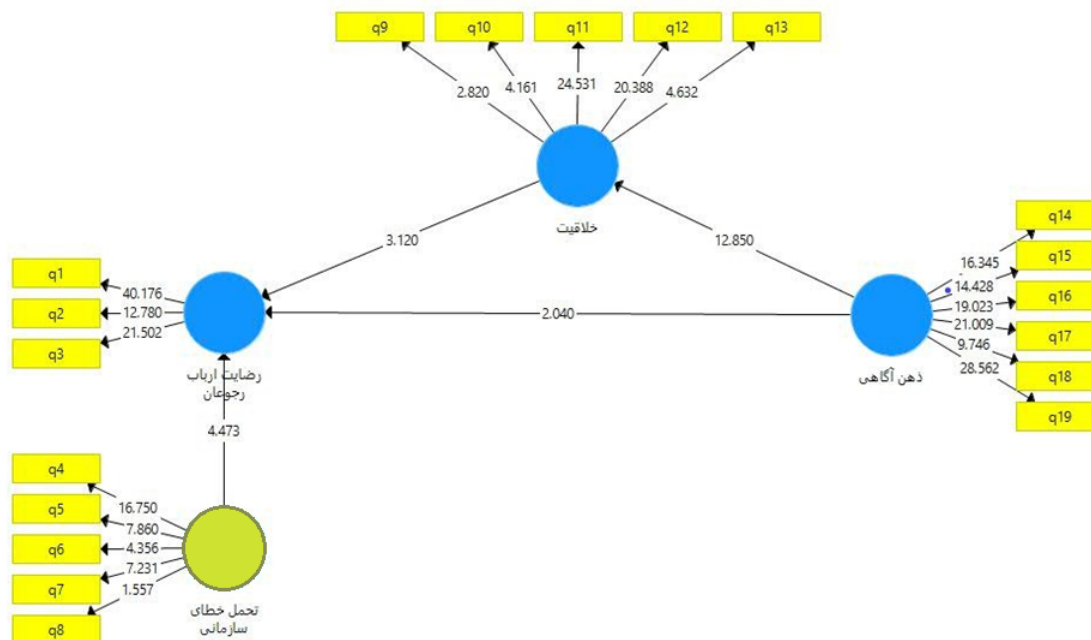 q9
q10
q11
q12
q13
2.820
4.161
24.531
20.388
4.632
خلاقیت
3.120
12.850
q1
q2
q3
40.176
12.780
21.502
رضایت ارباب
رجوعان
2.040
q14
q15
q16
q17
q18
q19
16.345
14.428
19.023
21.009
9.746
28.562
ذهن آگاهی
4.473
q4
q5
q6
q7
q8
16.750
7.860
4.356
7.231
1.557
تحمل خطای
سازمانی